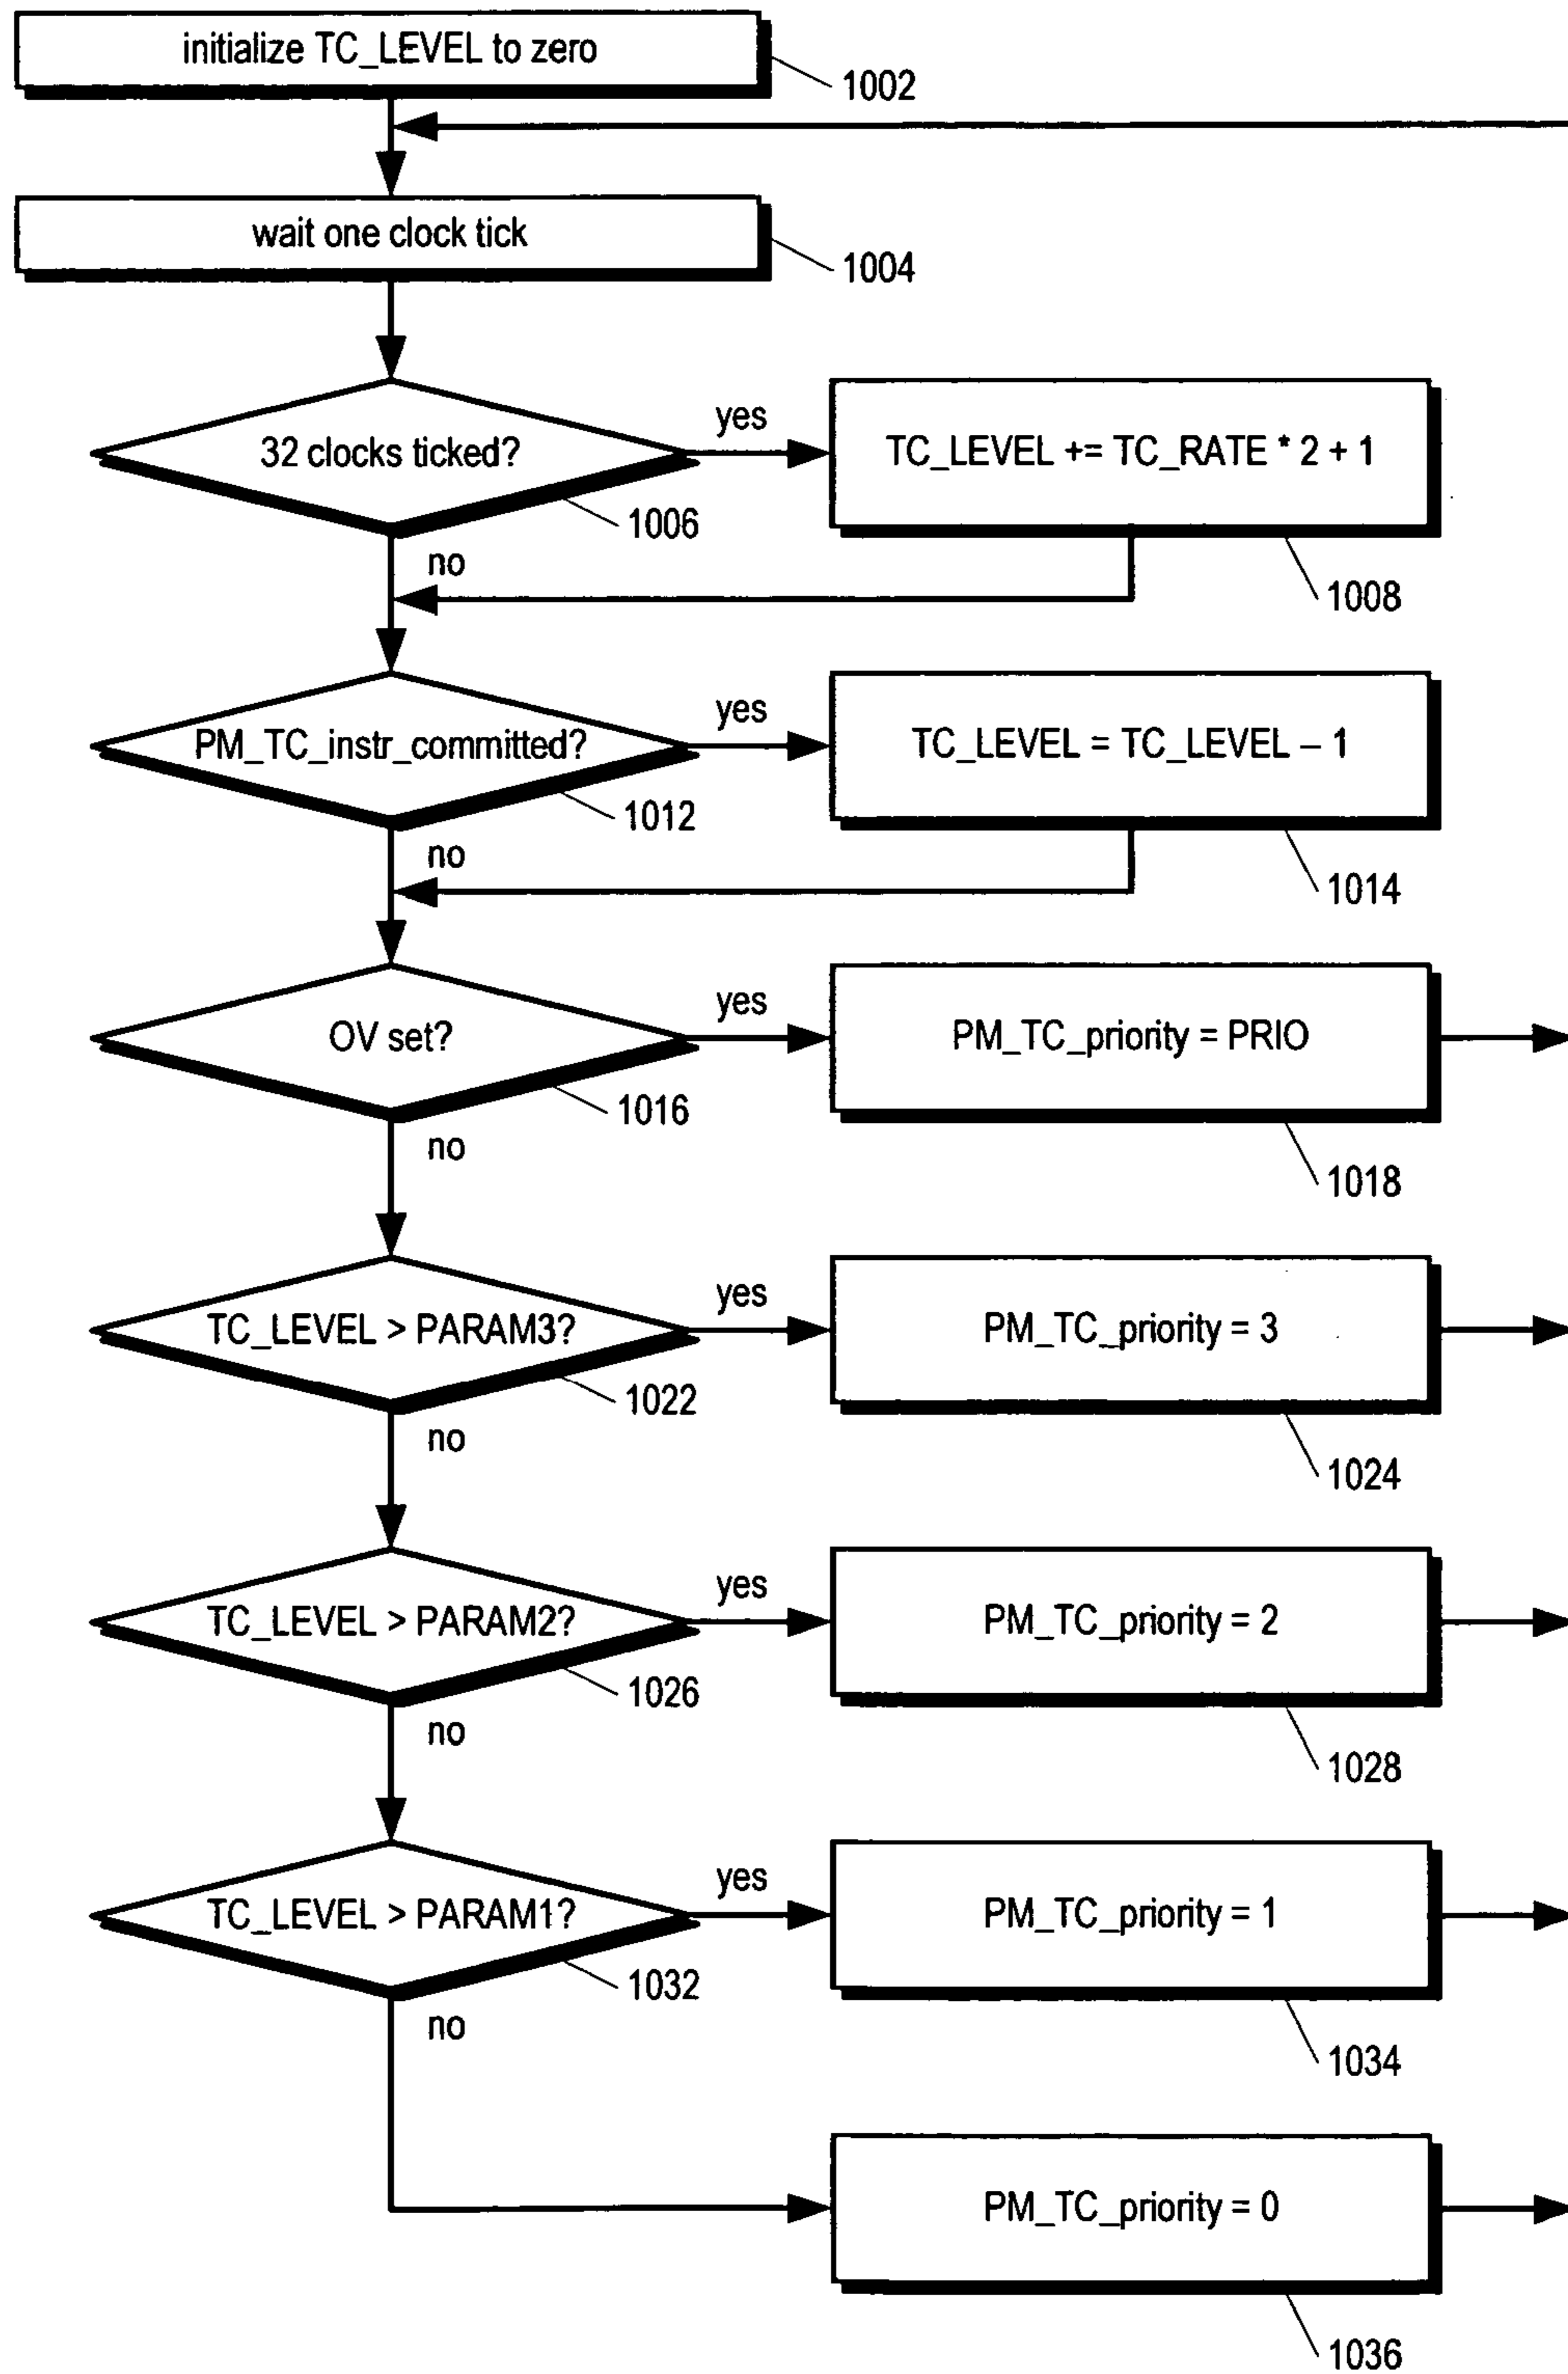 initialize TC_LEVEL to zero
1002
wait one clock tick
1004
32 clocks ticked?
1006
yes
TC_LEVEL += TC_RATE * 2 + 1
1008
no
PM_TC_instr_committed?
1012
yes
TC_LEVEL = TC_LEVEL – 1
1014
no
OV set?
1016
yes
PM_TC_priority = PRIO
1018
no
TC_LEVEL > PARAM3?
1022
yes
PM_TC_priority = 3
1024
no
TC_LEVEL > PARAM2?
1026
yes
PM_TC_priority = 2
1028
no
TC_LEVEL > PARAM1?
1032
yes
PM_TC_priority = 1
1034
no
PM_TC_priority = 0
1036